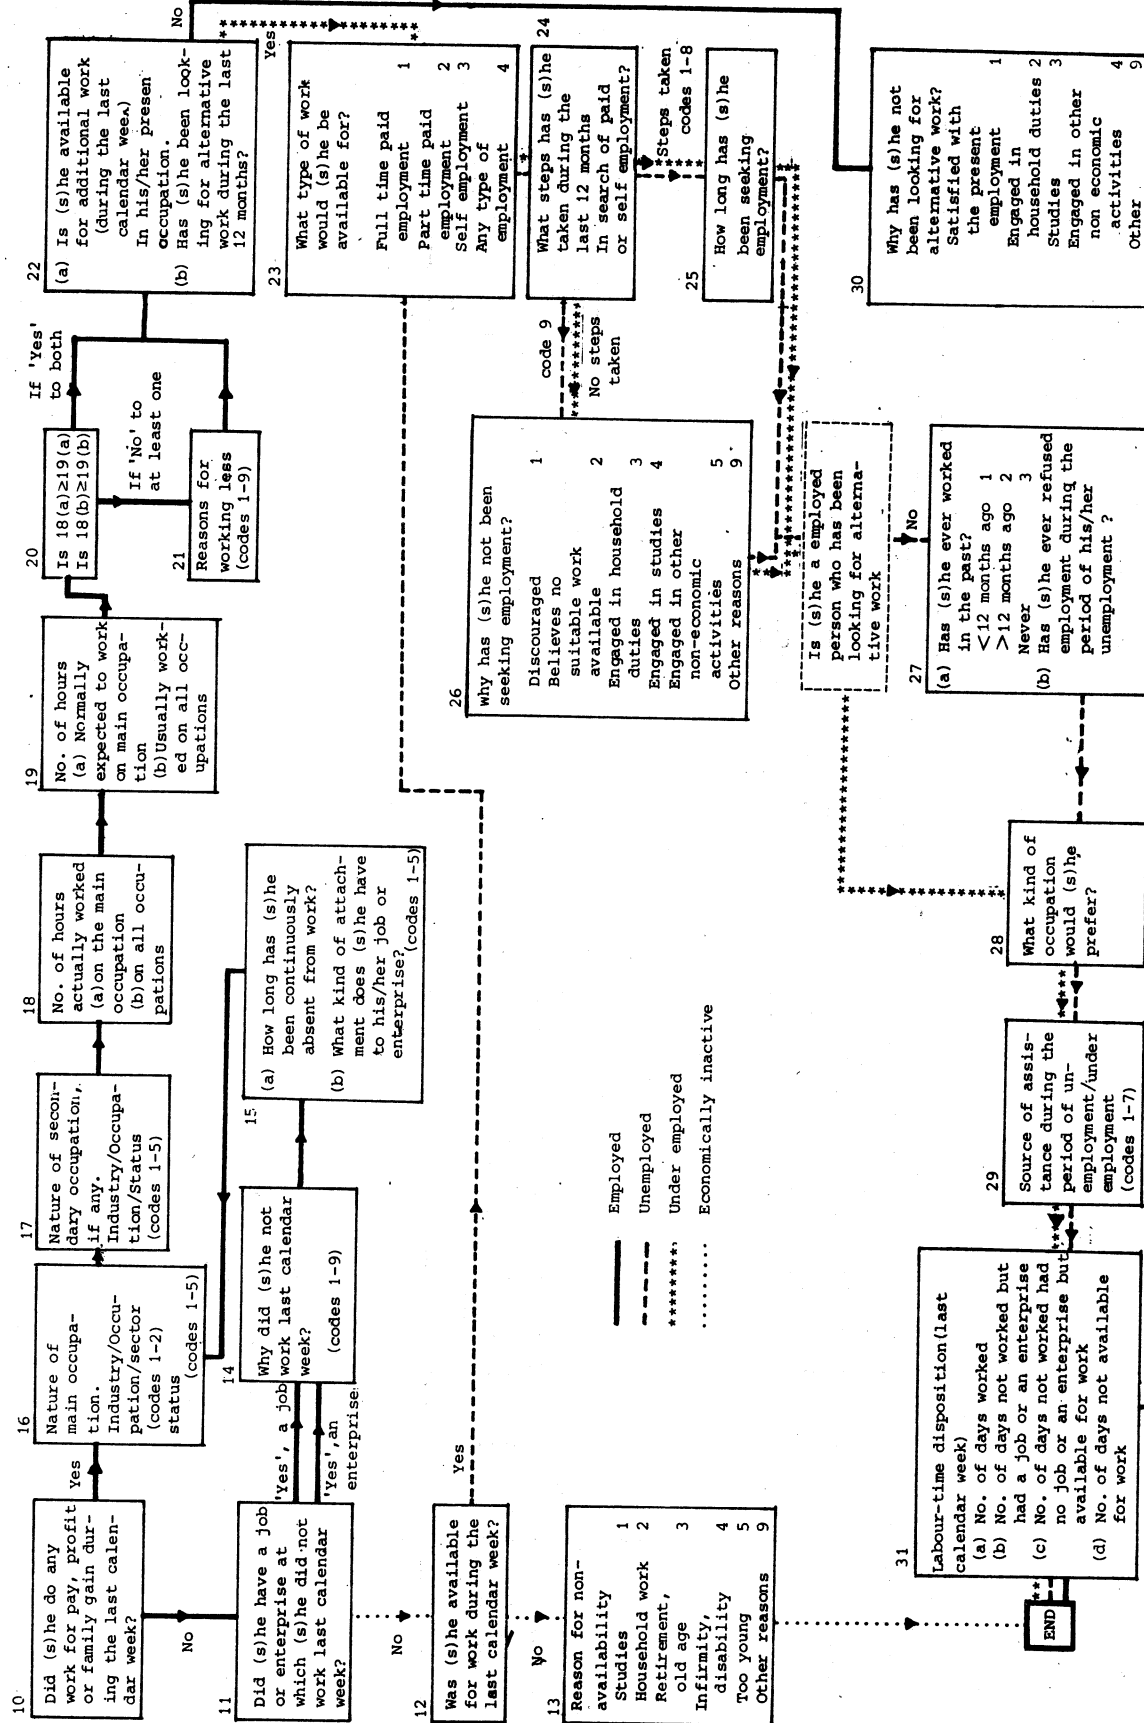 10
Did (s)he do any
work for pay, profit
or family gain dur-
ing the last calen-
dar week?
Yes
No
11
Did (s)he have a job
or enterprise at
which (s)he did not
work last calendar
week?
'Yes', a job
'Yes',an
enterprise
No
12
Was (s)he available
for work during the
last calendar week?
Yes
No
13
Reason for non-
availability
Studies 1
Household work 2
Retirement,
old age 3
Infirmity,
disability 4
Too young 5
Other reasons 9
14
Why did (s)he not
work last calendar
week?
(codes 1-9)
15
(a) How long has (s)he
been continuously
absent from work?
(b) What kind of attach-
ment does (s)he have
to his/her job or
enterprise?
(codes 1-5)
16
Nature of
main occupa-
tion.
Industry/Occu-
pation/sector
(codes 1-2)
status
(codes 1-5)
17
Nature of secon-
dary occupation,
if any.
Industry/Occupa-
tion/Status
(codes 1-5)
18
No. of hours
actually worked
(a)on the main
occupation
(b)on all occu-
pations
19
No. of hours
(a) Normally
expected to work
on main occupa-
tion
(b)Usually work-
ed on all occ-
upations
20
Is 18(a)≥19(a)
Is 18(b)≥19(b)
If 'Yes'
to both
If 'No' to
at least one
21
Reasons for
working less
(codes 1-9)
22
(a) Is (s)he available
for additional work
(during the last
calendar week)
In his/her presen
occupation.
(b) Has (s)he been look-
ing for alternative
work during the last
12 months?
No
Yes
23
What type of work
would (s)he be
available for?
Full time paid
employment 1
Part time paid
employment 2
Self employment 3
Any type of
employment 4
24
What steps has (s)he
taken during the
last 12 months
In search of paid
or self employment?
Steps taken
codes 1-8
code 9
No steps
taken
25
How long has (s)he
been seeking
employment?
26
Why has (s)he not been
seeking employment?
Discouraged 1
Believes no
suitable work
available 2
Engaged in household
duties 3
Engaged in studies 4
Engaged in other
non-economic
activities 5
Other reasons 9
Is (s)he a employed
person who has been
looking for alterna-
tive work
No
27
(a) Has (s)he ever worked
in the past?
<12 months ago 1
>12 months ago 2
Never 3
(b) Has (s)he ever refused
employment during the
period of his/her
unemployment ?
28
What kind of
occupation
would (s)he
prefer?
29
Source of assis-
tance during the
period of un-
employment/under
employment
(codes 1-7)
30
Why has (s)he not
been looking for
alternative work?
Satisfied with
the present
employment 1
Engaged in
household duties 2
Studies 3
Engaged in other
non economic
activities 4
Other 9
31
Labour-time disposition(last
calendar week)
(a) No. of days worked
(b) No. of days not worked but
had a job or an enterprise
(c) No. of days not worked had
no job or an enterprise but
available for work
(d) No. of days not available
for work
END
Employed
Unemployed
Under employed
Economically inactive